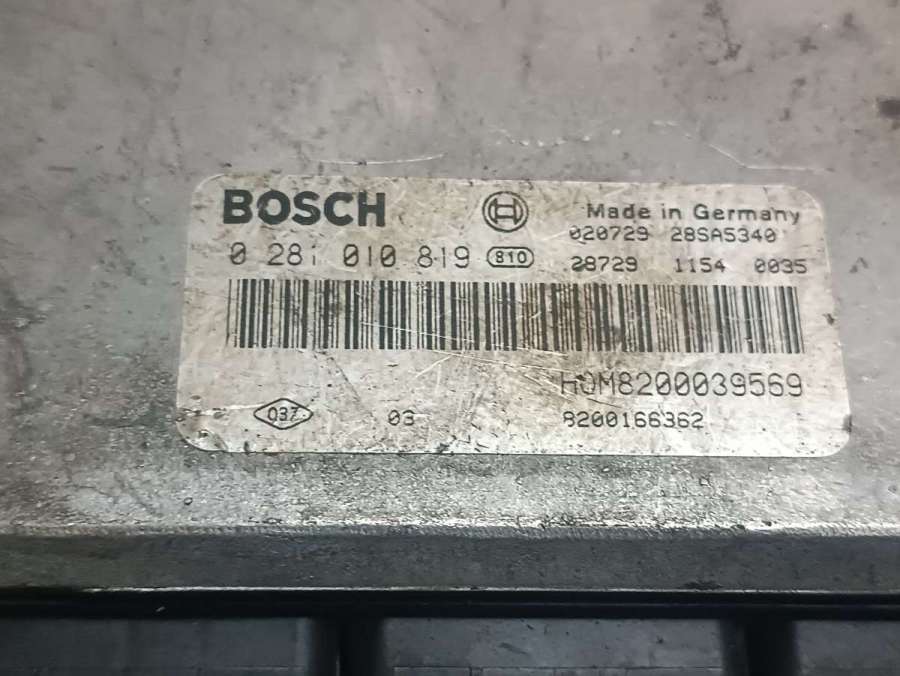 BOSCH
Made in Germany
020729 28SA5340
0 281 010 819 810
28729 1154 0035
HOM8200039569
037 03 8200166362